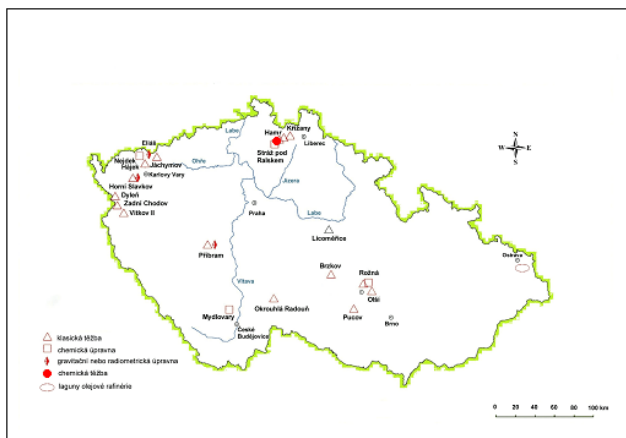 N
W E
S
Labe
Křižany
Hamr
Liberec
Stráž pod
Ralskem
Eliáš
Nejdek
Hájek
Jáchymov
Ohře
Karlovy Vary
Horní Slavkov
Dyleň
Zadní Chodov
Vítkov II
Jizera
Praha
Labe
Licoměřice
Příbram
Vltava
Brzkov
Rožná
Olší
Ostrava
Okrouhlá Radouň
Pucov
Brno
Mydlovary
České
Budějovice
klasická těžba
chemická úpravna
gravitační nebo radiometrická úpravna
chemická těžba
laguny olejové rafinérie
0 20 40 60 80 100 km